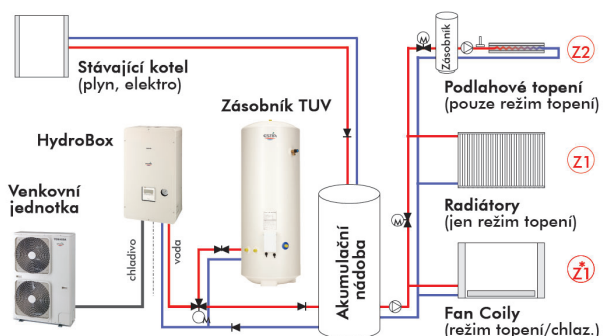 Stávající kotel
(plyn, elektro)
Zásobník TUV
HydroBox
Venkovní
jednotka
chladivo
voda
Akumulační
nádoba
Zásobník
M
M
M
Z2
Podlahové topení
(pouze režim topení)
Z1
Radiátory
(jen režim topení)
Z1*
Fan Coily
(režim topení/chlaz.)